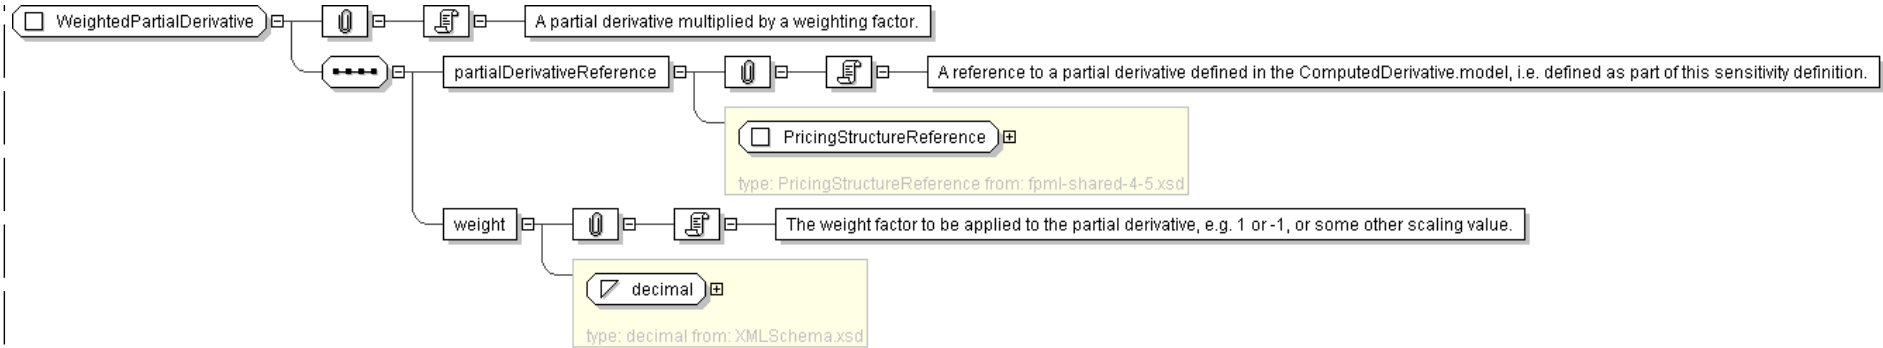 WeightedPartialDerivative
A partial derivative multiplied by a weighting factor.
partialDerivativeReference
A reference to a partial derivative defined in the ComputedDerivative.model, i.e. defined as part of this sensitivity definition.
PricingStructureReference
type: PricingStructureReference from: fpml-shared-4-5.xsd
weight
The weight factor to be applied to the partial derivative, e.g. 1 or -1, or some other scaling value.
decimal
type: decimal from: XMLSchema.xsd